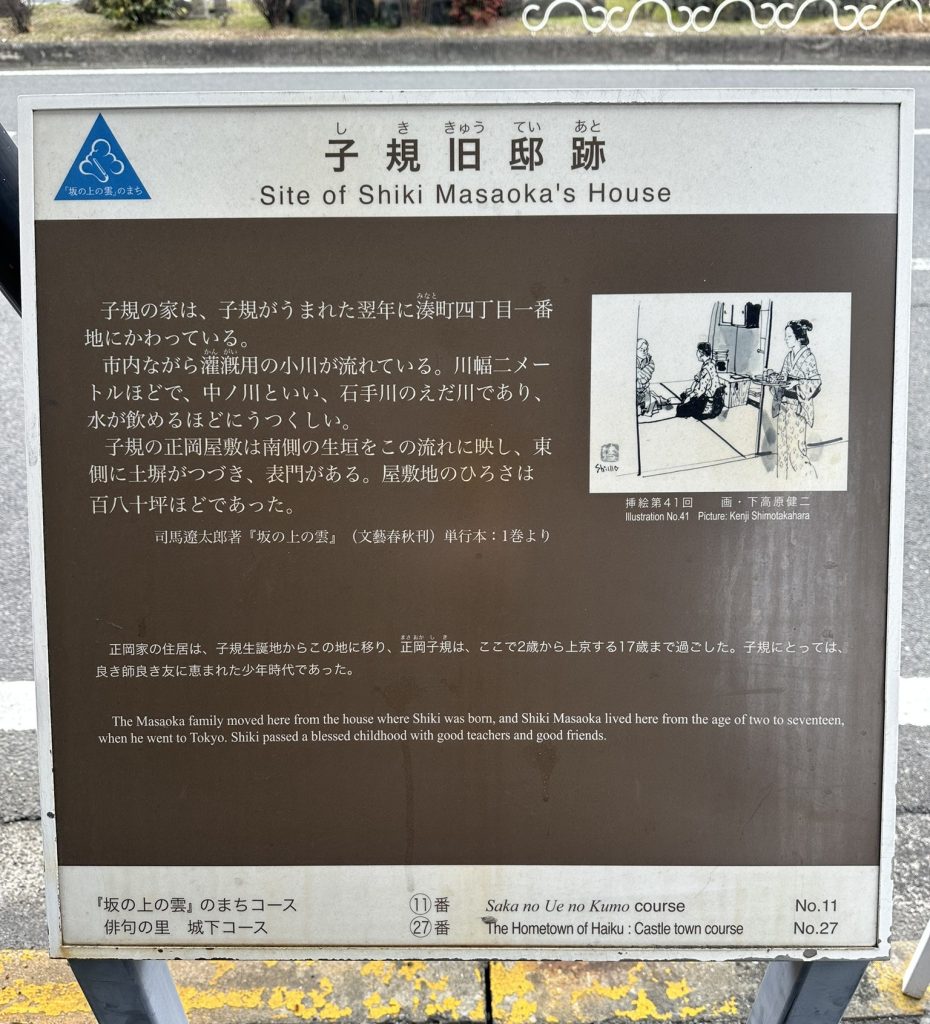 『坂の上の雲』のまち
し き きゅう てい あと
子規旧邸跡
Site of Shiki Masaoka's House
子規の家は、子規がうまれた翌年に湊町四丁目一番
みなと
地にかわっている。
市内ながら灌漑用の小川が流れている。川幅二メー
かん がい
トルほどで、中ノ川といい、石手川のえだ川であり、
水が飲めるほどにうつくしい。
子規の正岡屋敷は南側の生垣をこの流れに映し、東
側に土塀がつづき、表門がある。屋敷地のひろさは
百八十坪ほどであった。
司馬遼太郎著『坂の上の雲』（文藝春秋刊）単行本：1巻より
挿絵第41回 画・下高原健二
Illustration No.41 Picture: Kenji Shimotakahara
正岡家の住居は、子規生誕地からこの地に移り、正岡子規は、ここで2歳から上京する17歳まで過ごした。子規にとっては、
まさ おか し き
良き師良き友に恵まれた少年時代であった。
The Masaoka family moved here from the house where Shiki was born, and Shiki Masaoka lived here from the age of two to seventeen,
when he went to Tokyo. Shiki passed a blessed childhood with good teachers and good friends.
『坂の上の雲』のまちコース ⑪番 Saka no Ue no Kumo course No.11
俳句の里 城下コース ㉗番 The Hometown of Haiku : Castle town course No.27